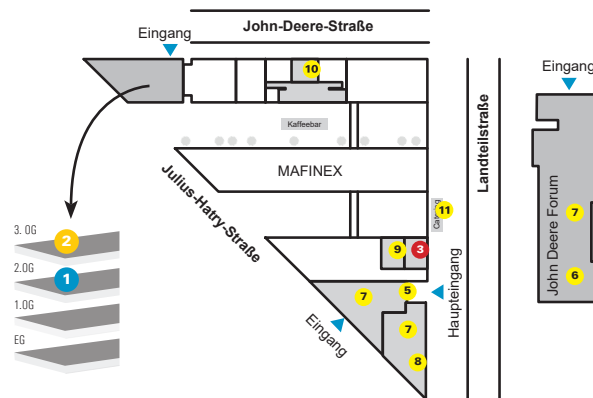 John-Deere-Straße
Eingang
10
Kaffeebar
MAFINEX
Julius-Hatry-Straße
Landteilstraße
11
9
3
7
5
Haupteingang
Eingang
7
8
3. OG
2
2.OG
1
1.OG
EG
Eingang
John Deere Forum
7
6